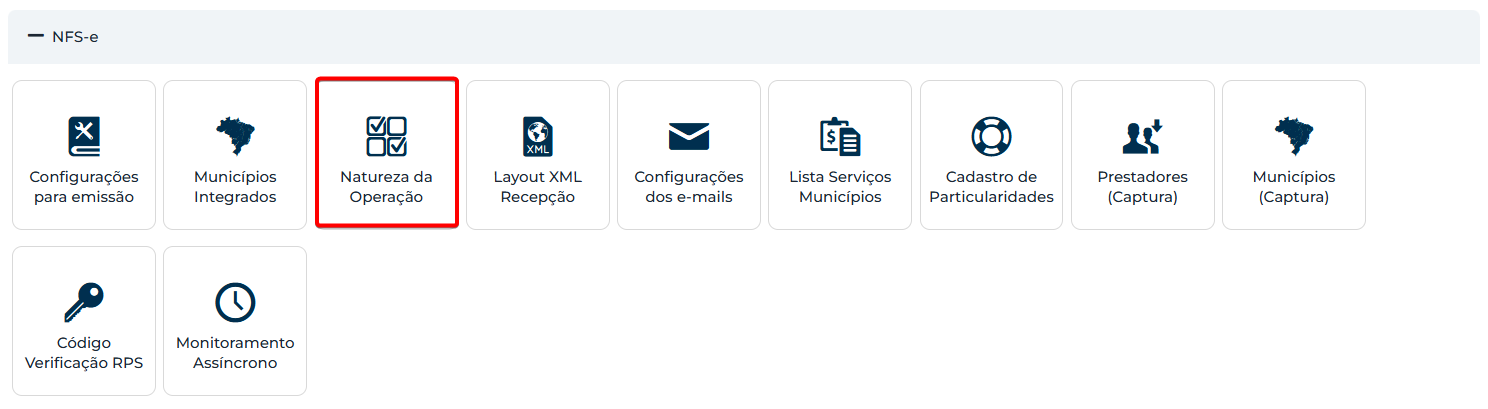 NFS-e
Configurações
para emissão
Municípios
Integrados
Natureza da
Operação
XML
Layout XML
Recepção
Configurações
dos e-mails
$
Lista Serviços
Municípios
Cadastro de
Particularidades
Prestadores
(Captura)
Municípios
(Captura)
Código
Verificação RPS
Monitoramento
Assíncrono